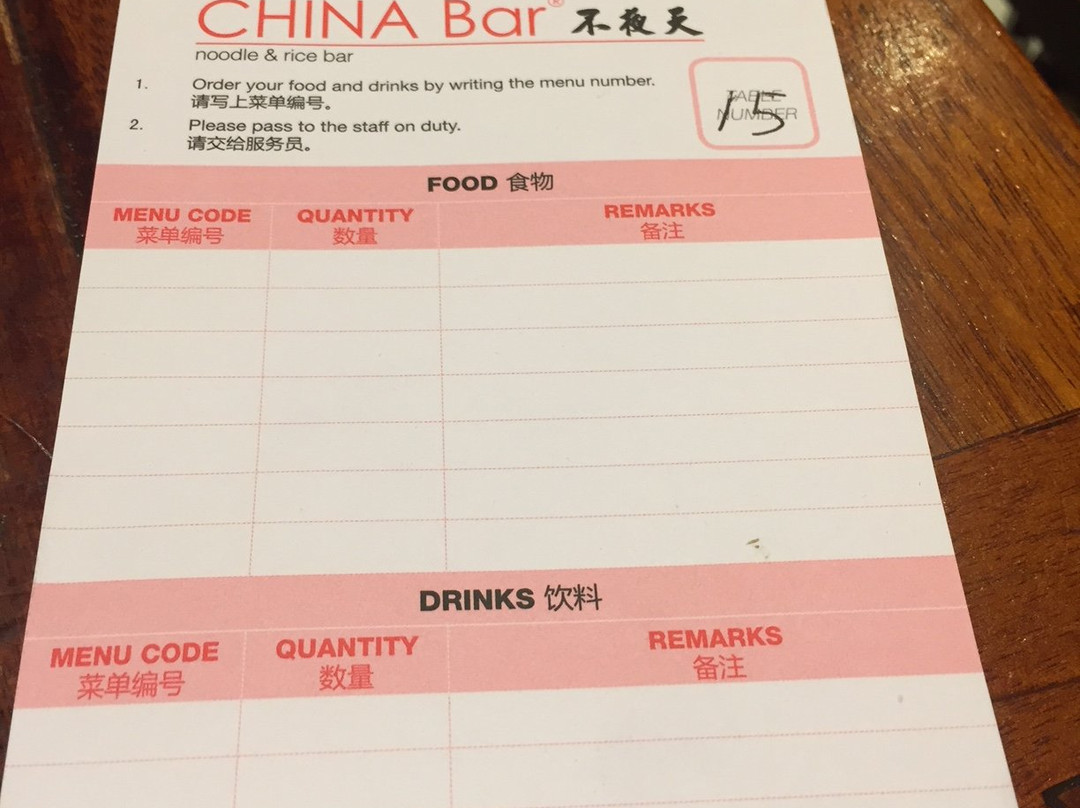 CHINA Bar® 不夜天
noodle & rice bar
1. Order your food and drinks by writing the menu number.
请写上菜单编号。
2. Please pass to the staff on duty.
请交给服务员。
TABLE
NUMBER
15
FOOD 食物
MENU CODE QUANTITY REMARKS
菜单编号 数量 备注
DRINKS 饮料
MENU CODE QUANTITY REMARKS
菜单编号 数量 备注